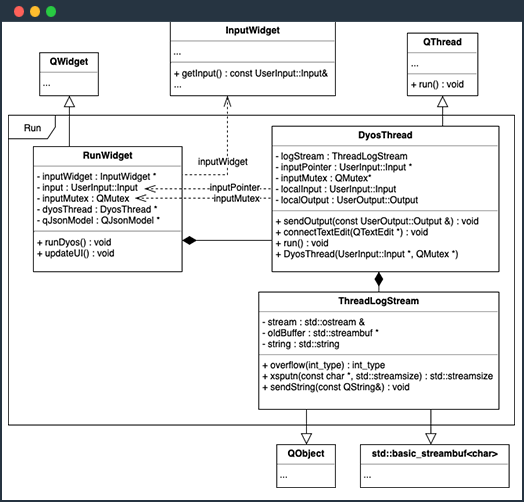 InputWidget
...
+ getInput() : const UserInput::Input&
...
QWidget
...
QThread
...
+ run() : void
Run
RunWidget
- inputWidget : InputWidget *
- input : UserInput::Input
- inputMutex : QMutex
- dyosThread : DyosThread *
- qJsonModel : QJsonModel *
+ runDyos() : void
+ updateUI() : void
inputWidget
inputPointer
inputMutex
DyosThread
- logStream : ThreadLogStream
- inputPointer : UserInput::Input *
- inputMutex : QMutex*
- localInput : UserInput::Input
- localOutput : UserOutput::Output
+ sendOutput(const UserOutput::Output &) : void
+ connectTextEdit(QTextEdit *) : void
+ run() : void
+ DyosThread(UserInput::Input *, QMutex *)
ThreadLogStream
- stream : std::ostream &
- oldBuffer : std::streambuf *
- string : std::string
+ overflow(int_type) : int_type
+ xsputn(const char *, std::streamsize) : std::streamsize
+ sendString(const QString&) : void
QObject
...
std::basic_streambuf<char>
...